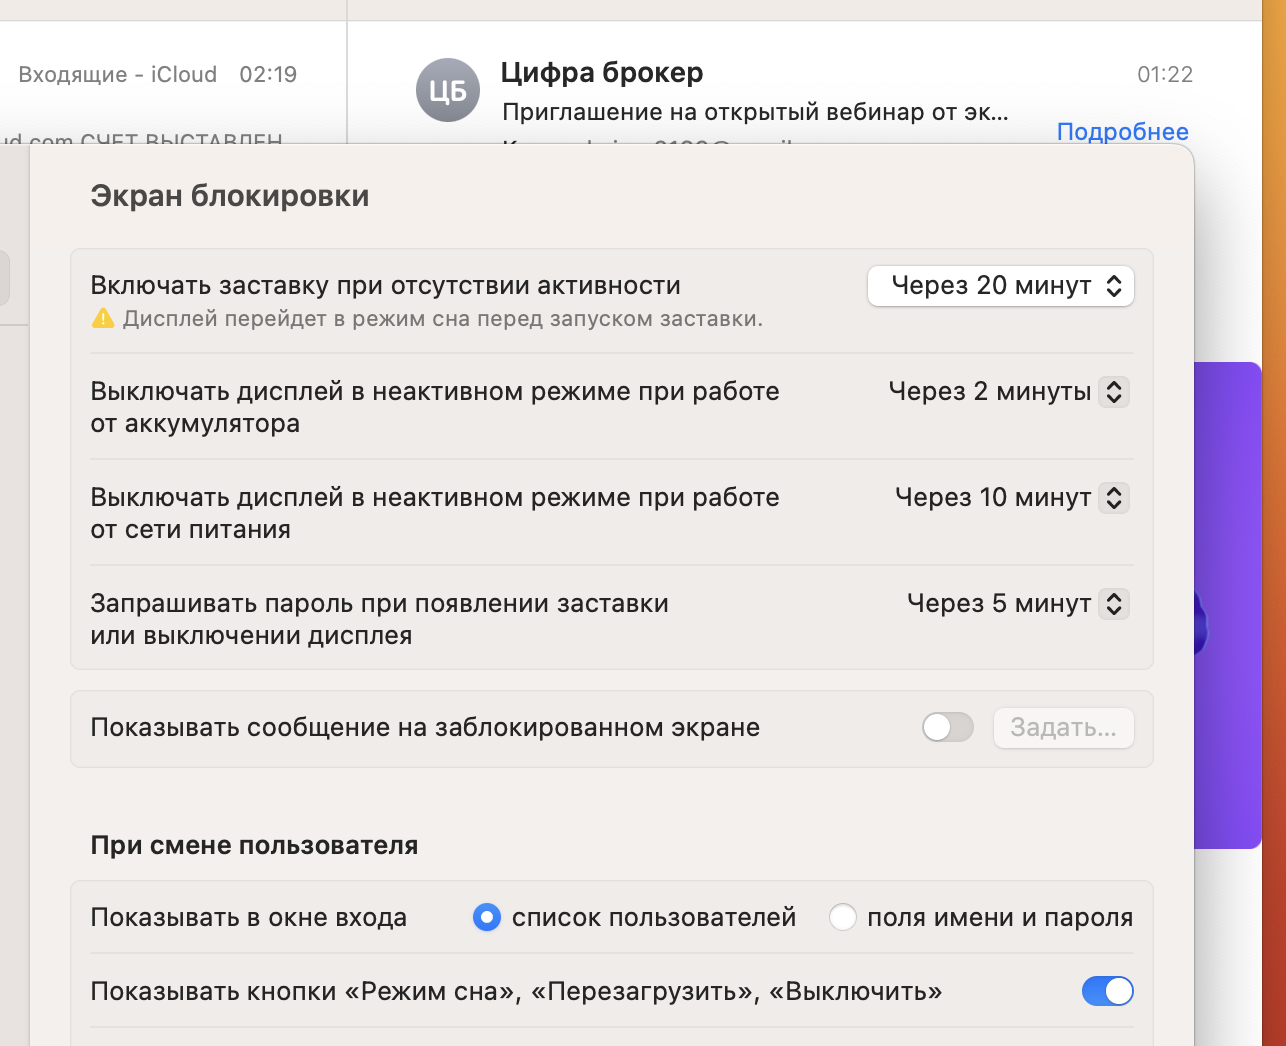 Входящие - iCloud 02:19
ЦБ
Цифра брокер
01:22
Приглашение на открытый вебинар от эк...
Подробнее
Экран блокировки
Включать заставку при отсутствии активности
Через 20 минут
Дисплей перейдет в режим сна перед запуском заставки.
Выключать дисплей в неактивном режиме при работе
от аккумулятора
Через 2 минуты
Выключать дисплей в неактивном режиме при работе
от сети питания
Через 10 минут
Запрашивать пароль при появлении заставки
или выключении дисплея
Через 5 минут
Показывать сообщение на заблокированном экране
Задать...
При смене пользователя
Показывать в окне входа
список пользователей
поля имени и пароля
Показывать кнопки «Режим сна», «Перезагрузить», «Выключить»